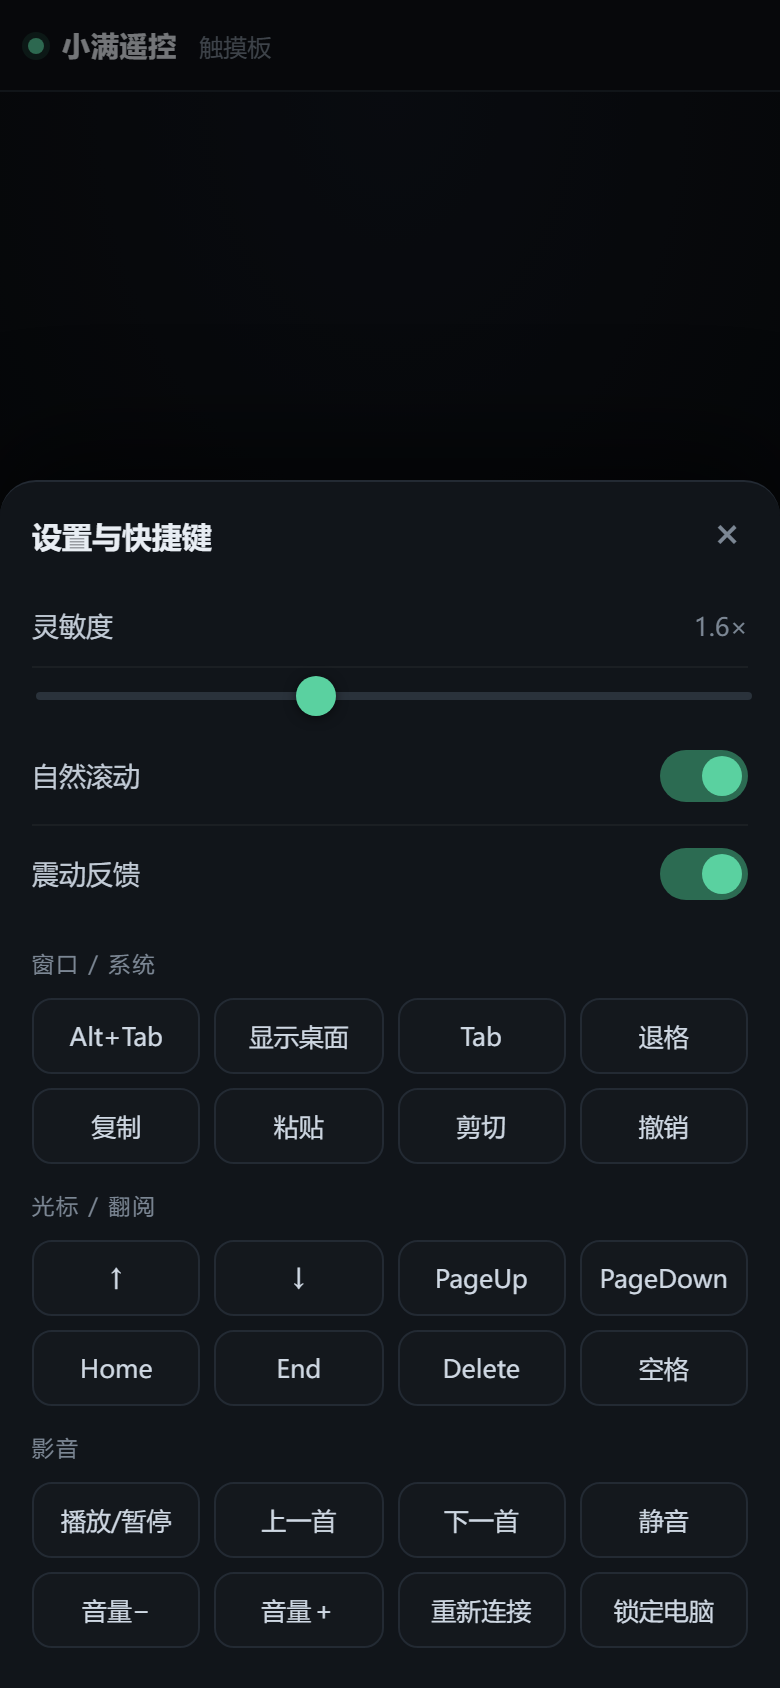 小满遥控 触摸板
设置与快捷键 ×
灵敏度 1.6×
自然滚动
震动反馈
窗口 / 系统
Alt+Tab 显示桌面 Tab 退格
复制 粘贴 剪切 撤销
光标 / 翻阅
↑ ↓ PageUp PageDown
Home End Delete 空格
影音
播放/暂停 上一首 下一首 静音
音量− 音量＋ 重新连接 锁定电脑